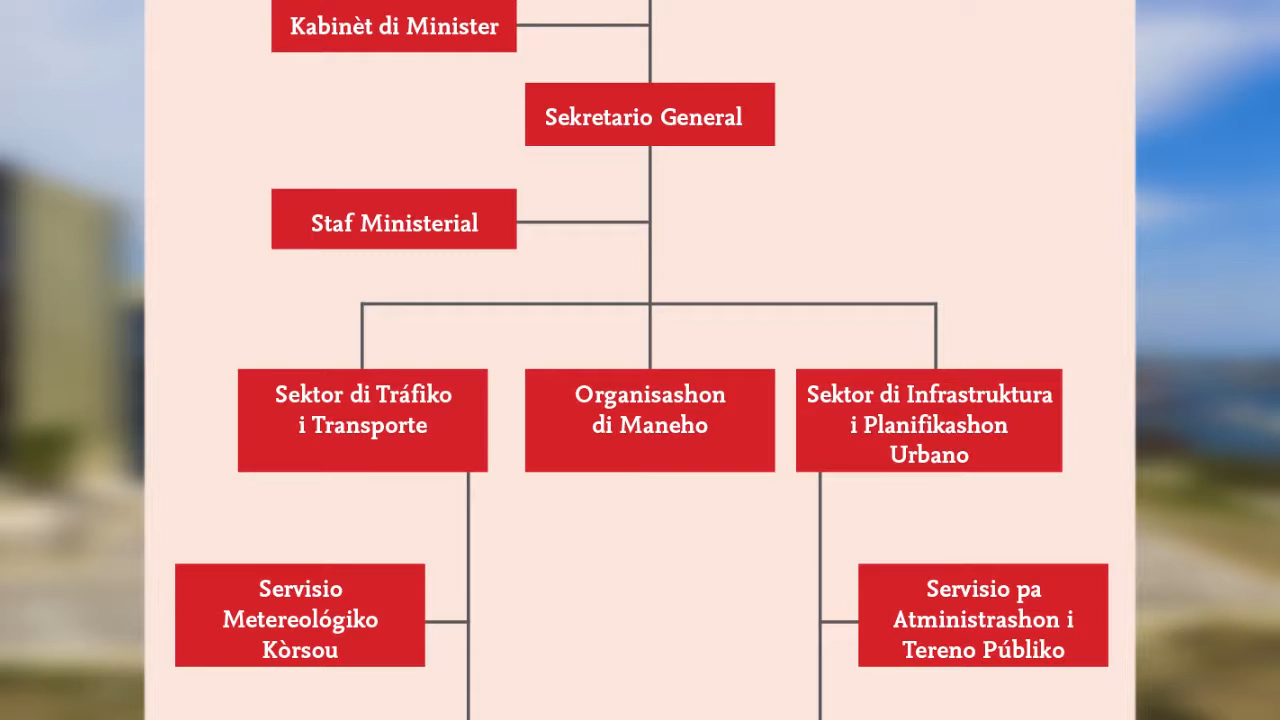 Kabinèt di Minister
Sekretario General
Staf Ministerial
Sektor di Tráfiko
i Transporte
Organisashon
di Maneho
Sektor di Infrastruktura
i Planifikashon
Urbano
Servisio
Metereológiko
Kòrsou
Servisio pa
Atministrashon i
Tereno Públiko